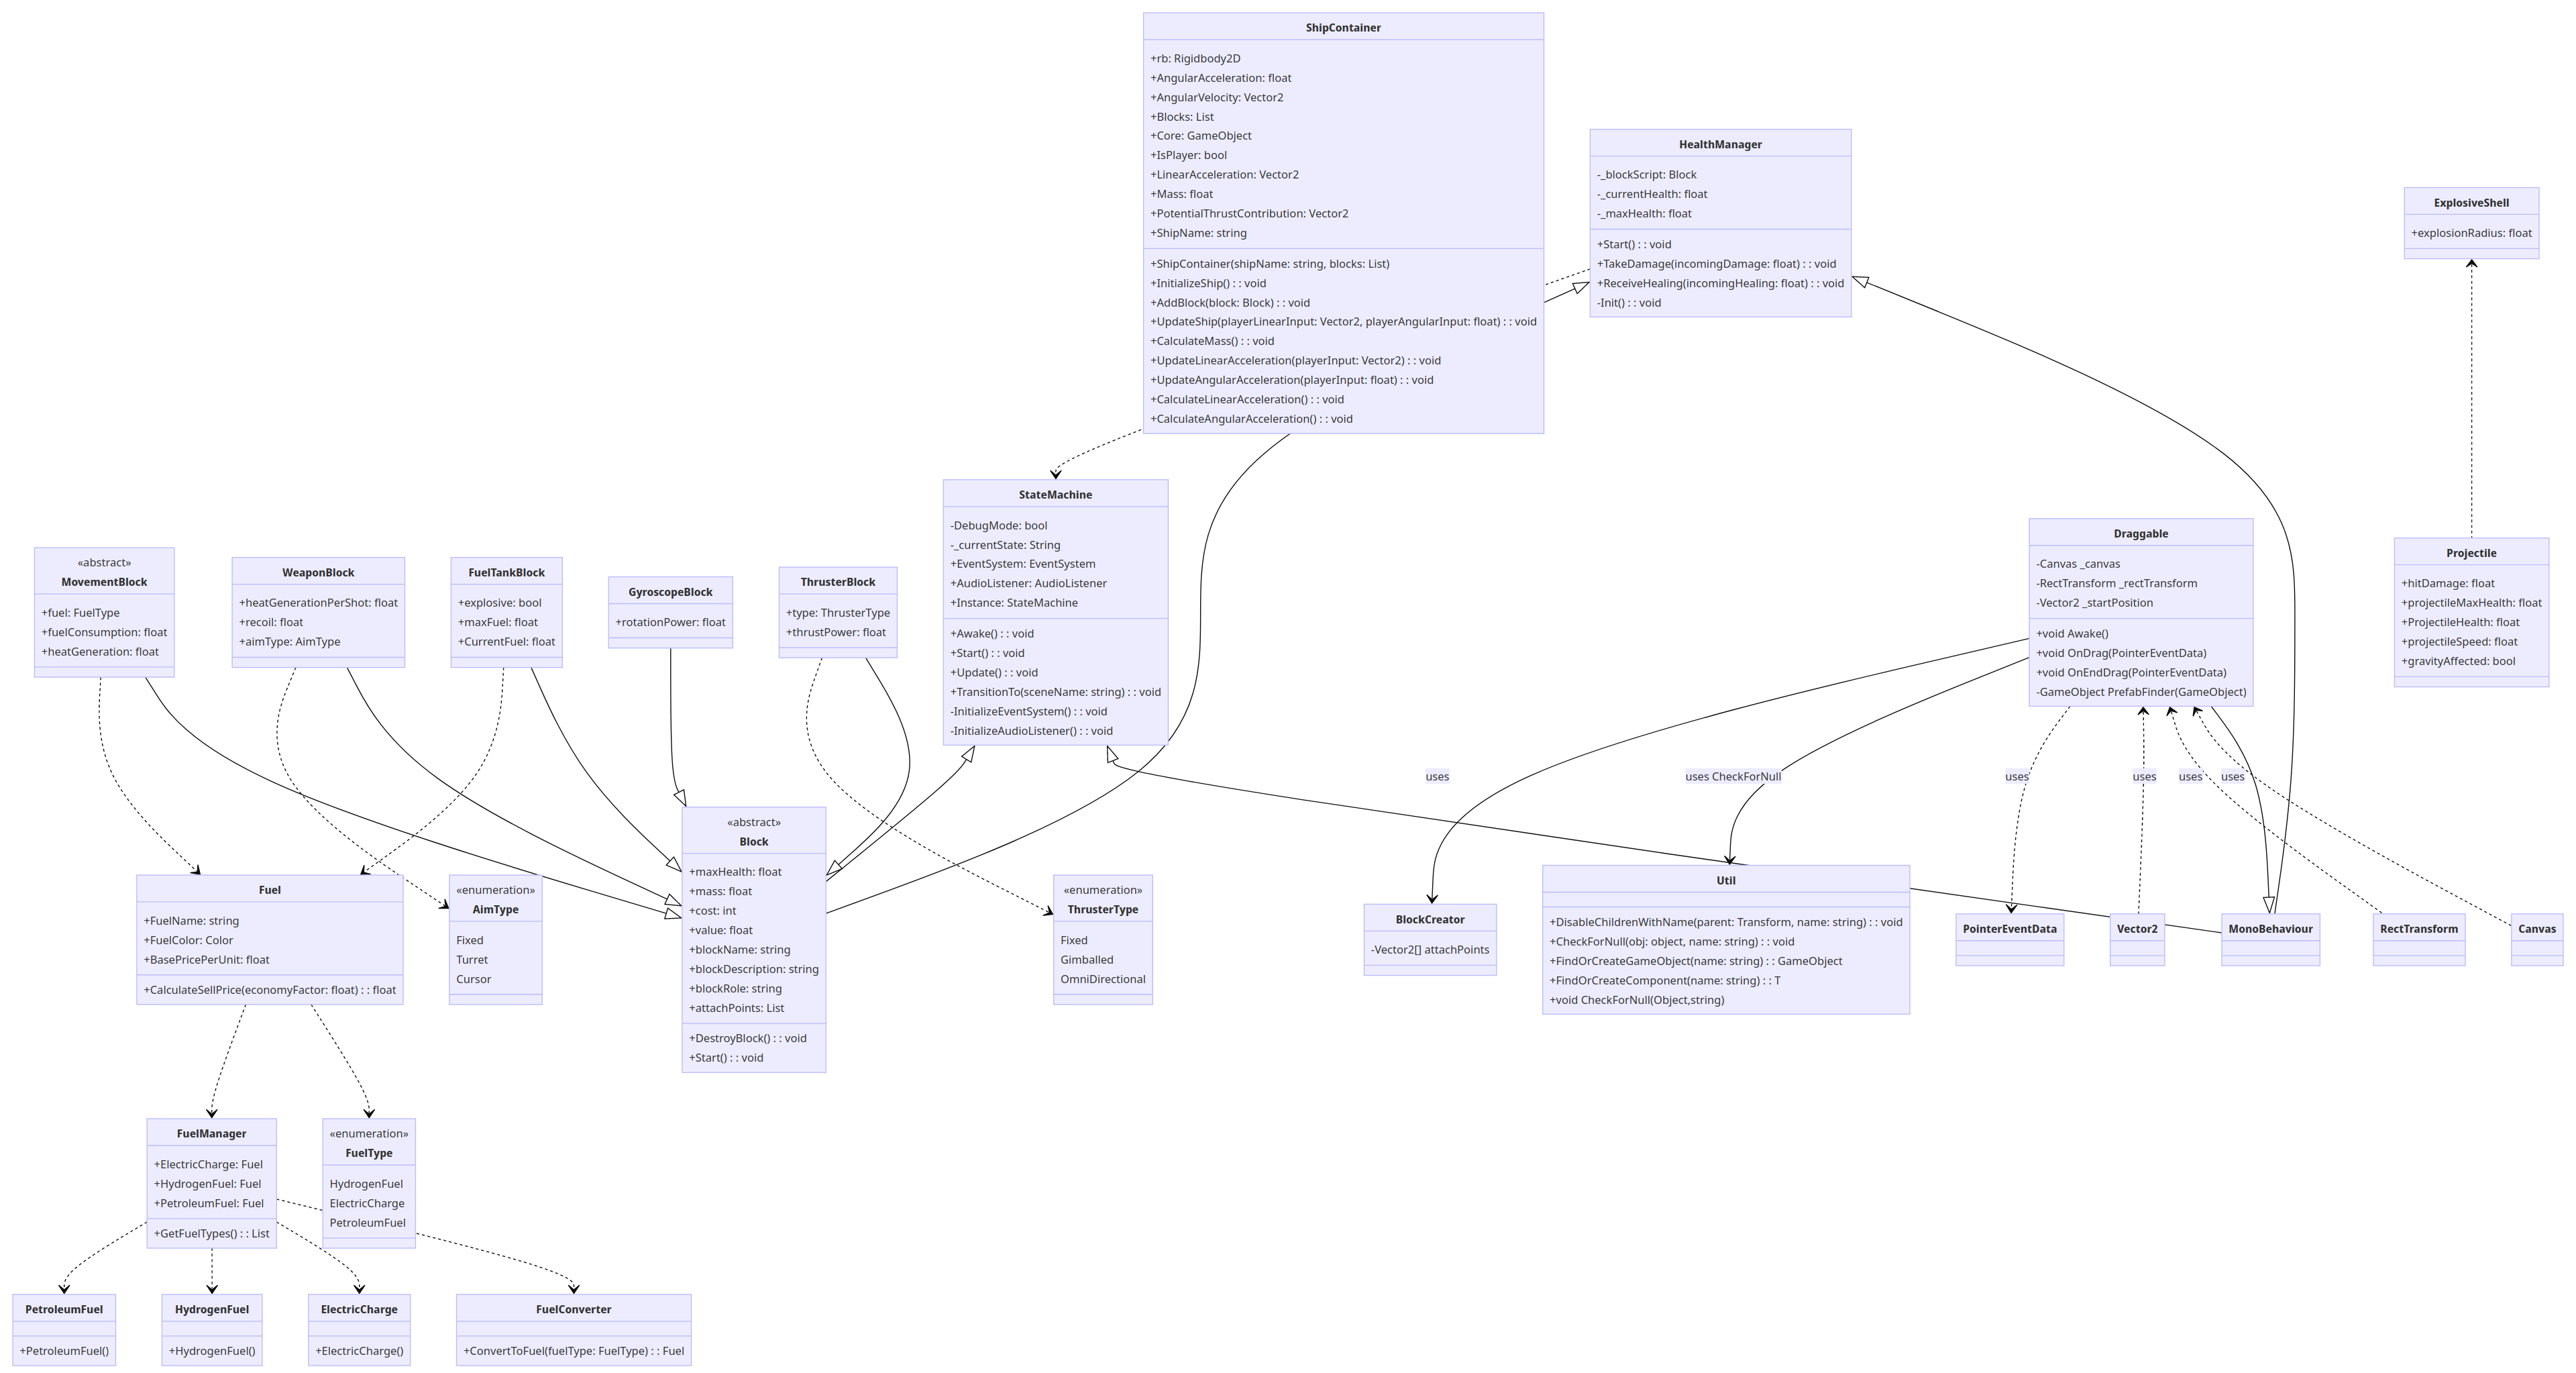 ShipContainer
+rb: Rigidbody2D
+AngularAcceleration: float
+AngularVelocity: Vector2
+Blocks: List
+Core: GameObject
+IsPlayer: bool
+LinearAcceleration: Vector2
+Mass: float
+PotentialThrustContribution: Vector2
+ShipName: string
+ShipContainer(shipName: string, blocks: List)
+InitializeShip() : : void
+AddBlock(block: Block) : : void
+UpdateShip(playerLinearInput: Vector2, playerAngularInput: float) : : void
+CalculateMass() : : void
+UpdateLinearAcceleration(playerInput: Vector2) : : void
+UpdateAngularAcceleration(playerInput: float) : : void
+CalculateLinearAcceleration() : : void
+CalculateAngularAcceleration() : : void
HealthManager
-_blockScript: Block
-_currentHealth: float
-_maxHealth: float
+Start() : : void
+TakeDamage(incomingDamage: float) : : void
+ReceiveHealing(incomingHealing: float) : : void
-Init() : : void
ExplosiveShell
+explosionRadius: float
«abstract»
MovementBlock
+fuel: FuelType
+fuelConsumption: float
+heatGeneration: float
WeaponBlock
+heatGenerationPerShot: float
+recoil: float
+aimType: AimType
FuelTankBlock
+explosive: bool
+maxFuel: float
+CurrentFuel: float
GyroscopeBlock
+rotationPower: float
ThrusterBlock
+type: ThrusterType
+thrustPower: float
StateMachine
-DebugMode: bool
-_currentState: String
+EventSystem: EventSystem
+AudioListener: AudioListener
+Instance: StateMachine
+Awake() : : void
+Start() : : void
+Update() : : void
+TransitionTo(sceneName: string) : : void
-InitializeEventSystem() : : void
-InitializeAudioListener() : : void
Draggable
-Canvas _canvas
-RectTransform _rectTransform
-Vector2 _startPosition
+void Awake()
+void OnDrag(PointerEventData)
+void OnEndDrag(PointerEventData)
-GameObject PrefabFinder(GameObject)
Projectile
+hitDamage: float
+projectileMaxHealth: float
+ProjectileHealth: float
+projectileSpeed: float
+gravityAffected: bool
uses
uses CheckForNull
uses
uses
uses
uses
Fuel
+FuelName: string
+FuelColor: Color
+BasePricePerUnit: float
+CalculateSellPrice(economyFactor: float) : : float
«enumeration»
AimType
Fixed
Turret
Cursor
«abstract»
Block
+maxHealth: float
+mass: float
+cost: int
+value: float
+blockName: string
+blockDescription: string
+blockRole: string
+attachPoints: List
+DestroyBlock() : : void
+Start() : : void
«enumeration»
ThrusterType
Fixed
Gimballed
OmniDirectional
BlockCreator
-Vector2[] attachPoints
Util
+DisableChildrenWithName(parent: Transform, name: string) : : void
+CheckForNull(obj: object, name: string) : : void
+FindOrCreateGameObject(name: string) : : GameObject
+FindOrCreateComponent(name: string) : : T
+void CheckForNull(Object,string)
PointerEventData
Vector2
MonoBehaviour
RectTransform
Canvas
FuelManager
+ElectricCharge: Fuel
+HydrogenFuel: Fuel
+PetroleumFuel: Fuel
+GetFuelTypes() : : List
«enumeration»
FuelType
HydrogenFuel
ElectricCharge
PetroleumFuel
PetroleumFuel
+PetroleumFuel()
HydrogenFuel
+HydrogenFuel()
ElectricCharge
+ElectricCharge()
FuelConverter
+ConvertToFuel(fuelType: FuelType) : : Fuel